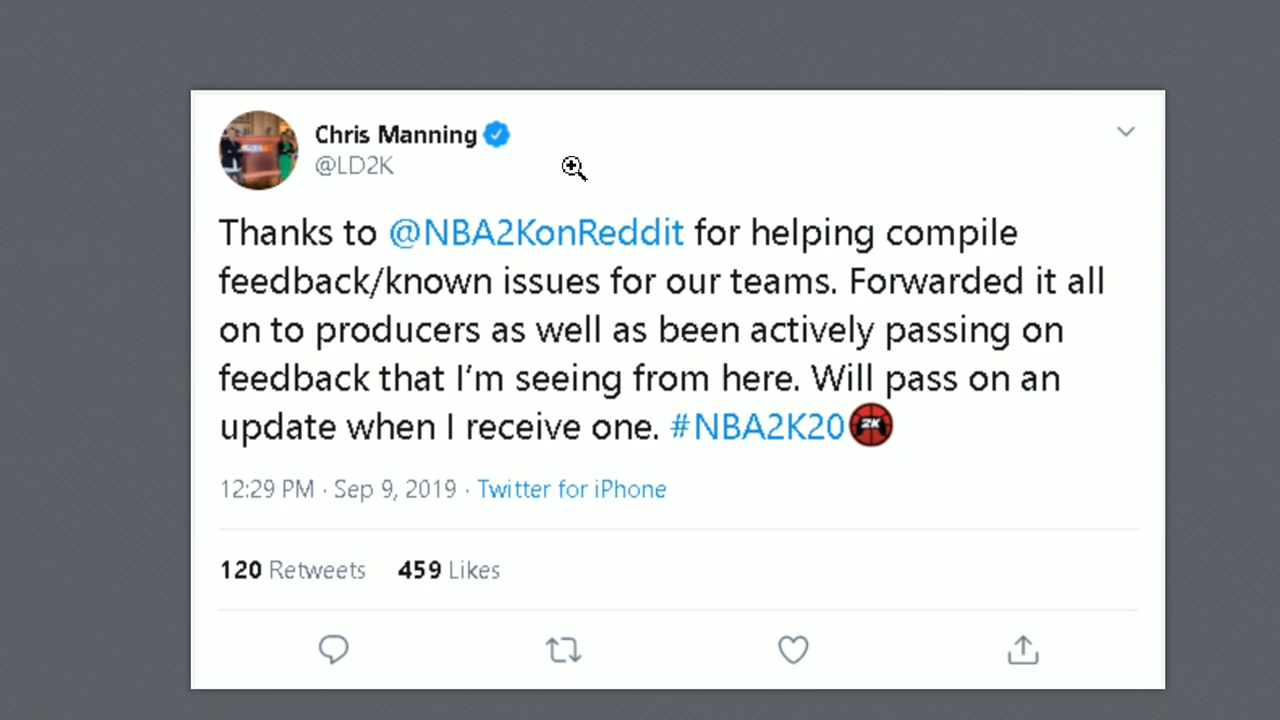 Chris Manning
@LD2K
Thanks to @NBA2KonReddit for helping compile
feedback/known issues for our teams. Forwarded it all
on to producers as well as been actively passing on
feedback that I’m seeing from here. Will pass on an
update when I receive one. #NBA2K20 2K
12:29 PM · Sep 9, 2019 · Twitter for iPhone
120 Retweets 459 Likes